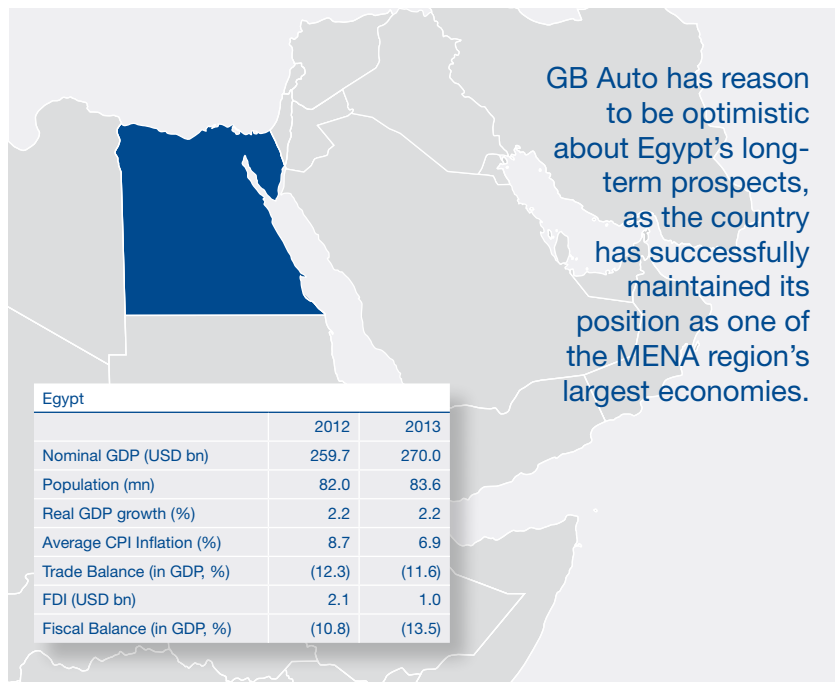 GB Auto has reason
to be optimistic
about Egypt’s long-
term prospects,
as the country
has successfully
maintained its
position as one of
the MENA region’s
largest economies.
Egypt
2012 2013
Nominal GDP (USD bn) 259.7 270.0
Population (mn) 82.0 83.6
Real GDP growth (%) 2.2 2.2
Average CPI Inflation (%) 8.7 6.9
Trade Balance (in GDP, %) (12.3) (11.6)
FDI (USD bn) 2.1 1.0
Fiscal Balance (in GDP, %) (10.8) (13.5)